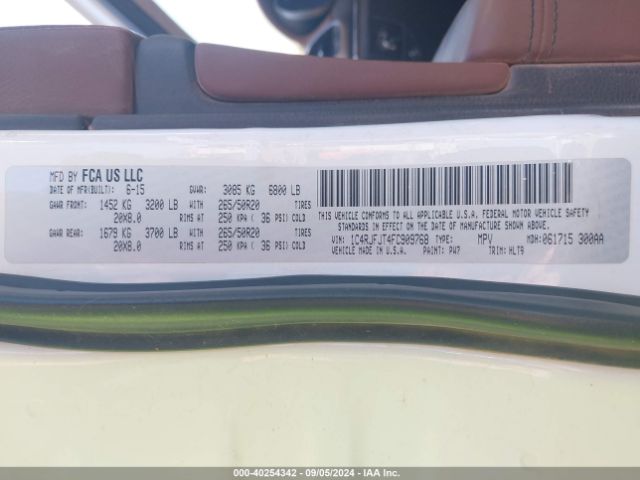 MFD BY FCA US LLC
DATE OF MFR(BUILT): 6-15 GVWR: 3085 KG 6800 LB
GAWR FRONT: 1452 KG 3200 LB WITH 265/50R20 TIRES
20X8.0 RIMS AT 250 KPA ( 36 PSI) COLD
GAWR REAR: 1679 KG 3700 LB WITH 265/50R20 TIRES
20X8.0 RIMS AT 250 KPA ( 36 PSI) COLD
THIS VEHICLE CONFORMS TO ALL APPLICABLE U.S.A. FEDERAL MOTOR VEHICLE SAFETY
STANDARDS IN EFFECT ON THE DATE OF MANUFACTURE SHOWN ABOVE.
VIN: 1C4RJFJT4FC909768 TYPE: MPV MDH: 061715 300AA
VEHICLE MADE IN U.S.A. PAINT: PW7 TRIM: HLT9
000-40254342 - 09/05/2024 - IAA Inc.